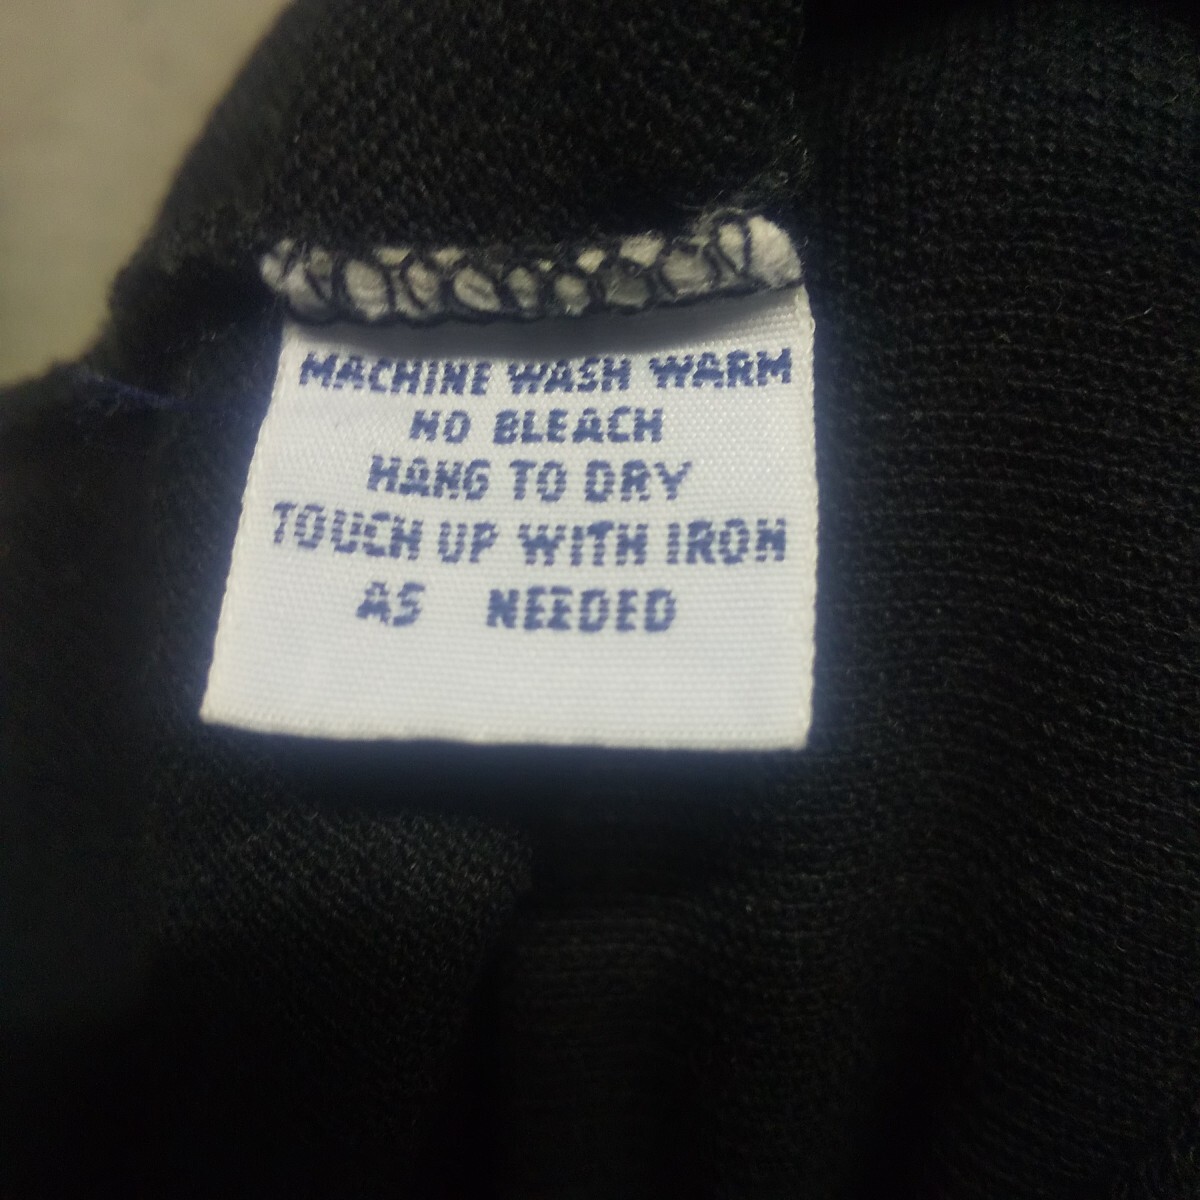 MACHINE WASH WARM
NO BLEACH
HANG TO DRY
TOUCH UP WITH IRON
AS NEEDED